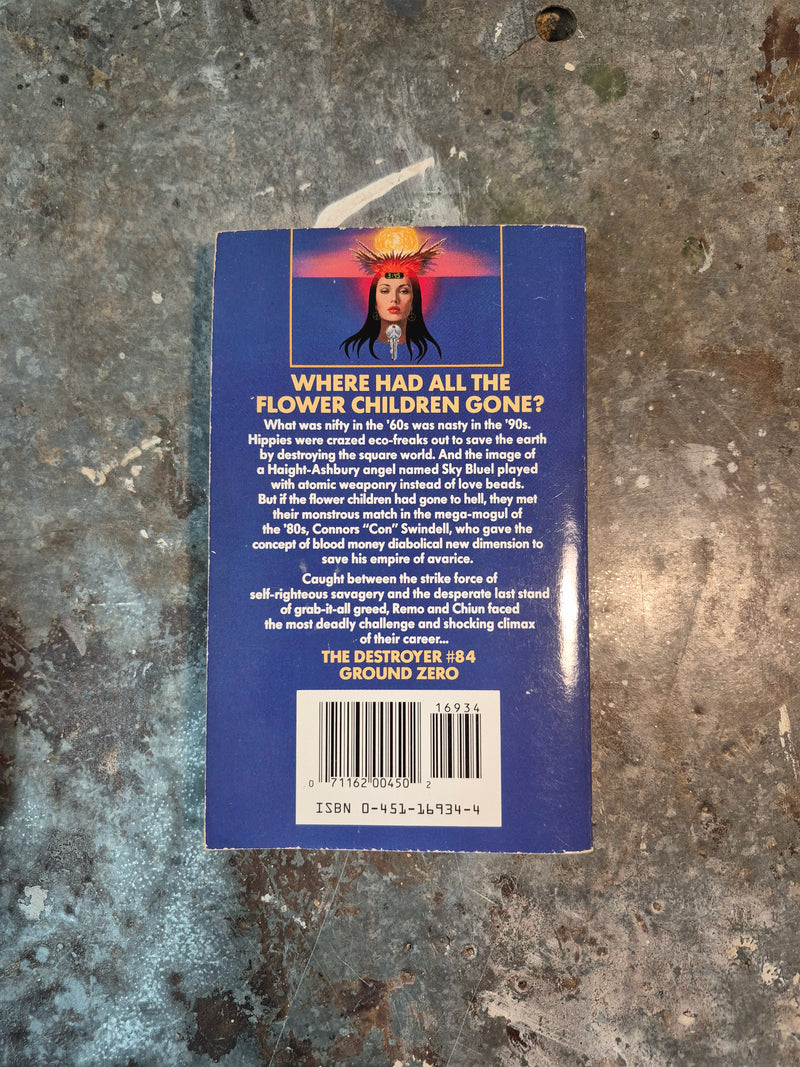 3:45
WHERE HAD ALL THE
FLOWER CHILDREN GONE?
What was nifty in the '60s was nasty in the '90s.
Hippies were crazed eco-freaks out to save the earth
by destroying the square world. And the image of
a Haight-Ashbury angel named Sky Bluel played
with atomic weaponry instead of love beads.
But if the flower children had gone to hell, they met
their monstrous match in the mega-mogul of
the '80s, Connors "Con" Swindell, who gave the
concept of blood money diabolical new dimension to
save his empire of avarice.
Caught between the strike force of
self-righteous savagery and the desperate last stand
of grab-it-all greed, Remo and Chiun faced
the most deadly challenge and shocking climax
of their career...
THE DESTROYER #84
GROUND ZERO
16934
0 71162 00450 2
ISBN 0-451-16934-4